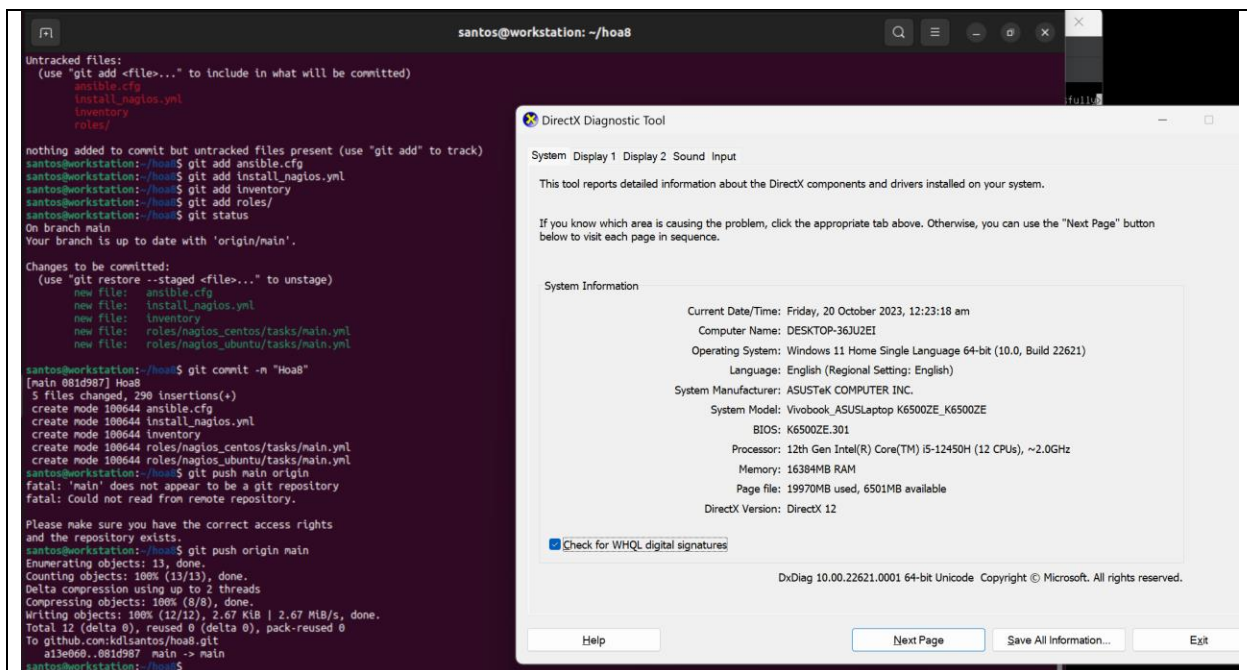 santos@workstation: ~/hoa8
Untracked files:
(use "git add <file>..." to include in what will be committed)
ansible.cfg
install_nagios.yml
inventory
roles/
nothing added to commit but untracked files present (use "git add" to track)
santos@workstation:~/hoa8$ git add ansible.cfg
santos@workstation:~/hoa8$ git add install_nagios.yml
santos@workstation:~/hoa8$ git add inventory
santos@workstation:~/hoa8$ git add roles/
santos@workstation:~/hoa8$ git status
On branch main
Your branch is up to date with 'origin/main'.
Changes to be committed:
(use "git restore --staged <file>..." to unstage)
new file:   ansible.cfg
new file:   install_nagios.yml
new file:   inventory
new file:   roles/nagios_centos/tasks/main.yml
new file:   roles/nagios_ubuntu/tasks/main.yml
santos@workstation:~/hoa8$ git commit -m "Hoa8"
[main 081d987] Hoa8
5 files changed, 290 insertions(+)
create mode 100644 ansible.cfg
create mode 100644 install_nagios.yml
create mode 100644 inventory
create mode 100644 roles/nagios_centos/tasks/main.yml
create mode 100644 roles/nagios_ubuntu/tasks/main.yml
santos@workstation:~/hoa8$ git push main origin
fatal: 'main' does not appear to be a git repository
fatal: Could not read from remote repository.
Please make sure you have the correct access rights
and the repository exists.
santos@workstation:~/hoa8$ git push origin main
Enumerating objects: 13, done.
Counting objects: 100% (13/13), done.
Delta compression using up to 2 threads
Compressing objects: 100% (8/8), done.
Writing objects: 100% (12/12), 2.67 KiB | 2.67 MiB/s, done.
Total 12 (delta 0), reused 0 (delta 0), pack-reused 0
To github.com:kdlsantos/hoa8.git
a13e060..081d987  main -> main
santos@workstation:~/hoa8$
DirectX Diagnostic Tool
System Display 1 Display 2 Sound Input
This tool reports detailed information about the DirectX components and drivers installed on your system.
If you know which area is causing the problem, click the appropriate tab above. Otherwise, you can use the "Next Page" button
below to visit each page in sequence.
System Information
Current Date/Time: Friday, 20 October 2023, 12:23:18 am
Computer Name: DESKTOP-36JU2EI
Operating System: Windows 11 Home Single Language 64-bit (10.0, Build 22621)
Language: English (Regional Setting: English)
System Manufacturer: ASUSTeK COMPUTER INC.
System Model: Vivobook_ASUSLaptop K6500ZE_K6500ZE
BIOS: K6500ZE.301
Processor: 12th Gen Intel(R) Core(TM) i5-12450H (12 CPUs), ~2.0GHz
Memory: 16384MB RAM
Page file: 19970MB used, 6501MB available
DirectX Version: DirectX 12
Check for WHQL digital signatures
DxDiag 10.00.22621.0001 64-bit Unicode Copyright © Microsoft. All rights reserved.
Help
Next Page
Save All Information...
Exit